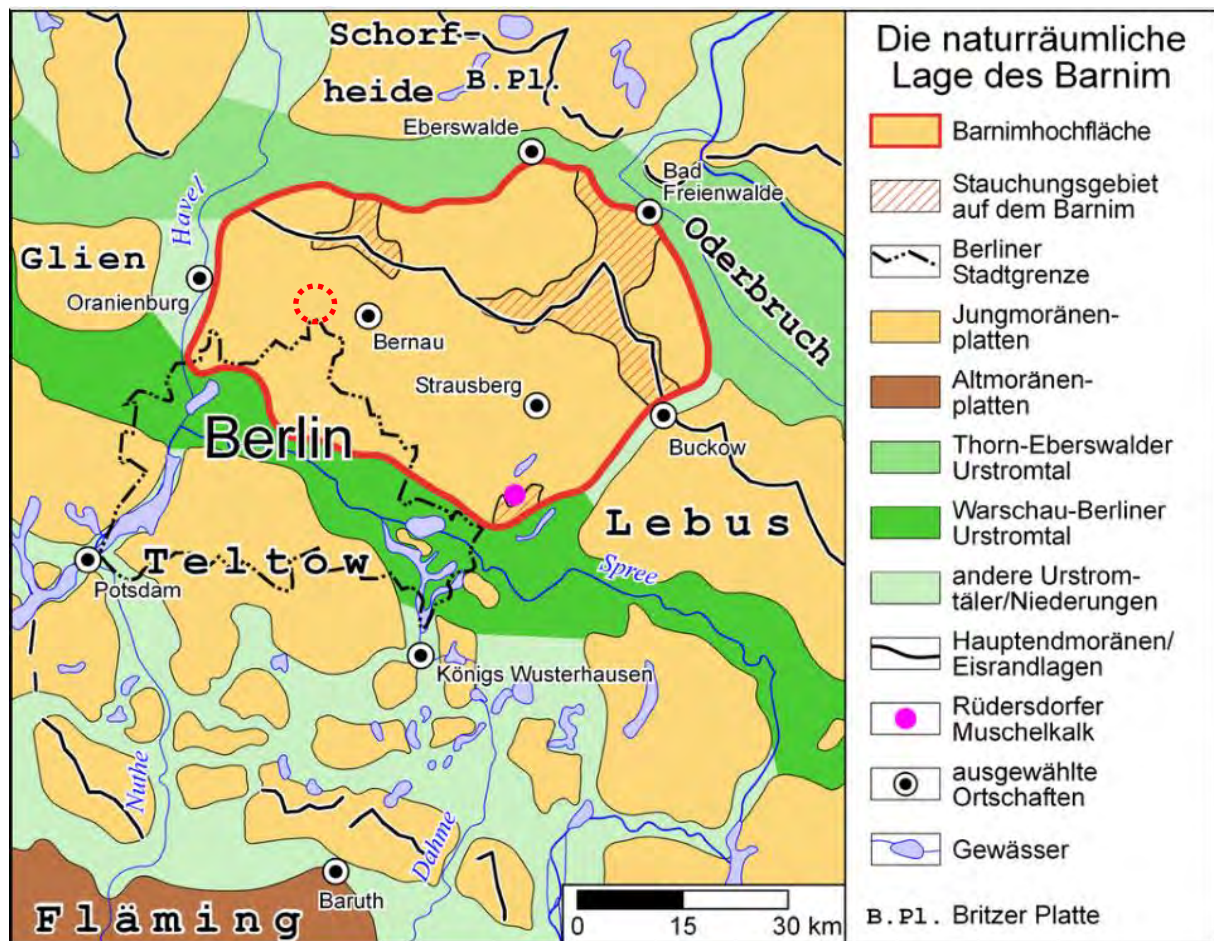 Schorf-
heide B.Pl.
Eberswalde
Bad
Freienwalde
Havel
Glien
Oderbruch
Oranienburg
Bernau
Strausberg
Berlin
Buckow
Lebus
Teltow
Spree
Potsdam
Königs Wusterhausen
Nuthe
Dahme
Baruth
Fläming
0 15 30 km
Die naturräumliche
Lage des Barnim
Barnimhochfläche
Stauchungsgebiet
auf dem Barnim
Berliner
Stadtgrenze
Jungmoränen-
platten
Altmoränen-
platten
Thorn-Eberswalder
Urstromtal
Warschau-Berliner
Urstromtal
andere Urstrom-
täler/Niederungen
Hauptendmoränen/
Eisrandlagen
Rüdersdorfer
Muschelkalk
ausgewählte
Ortschaften
Gewässer
B.Pl. Britzer Platte